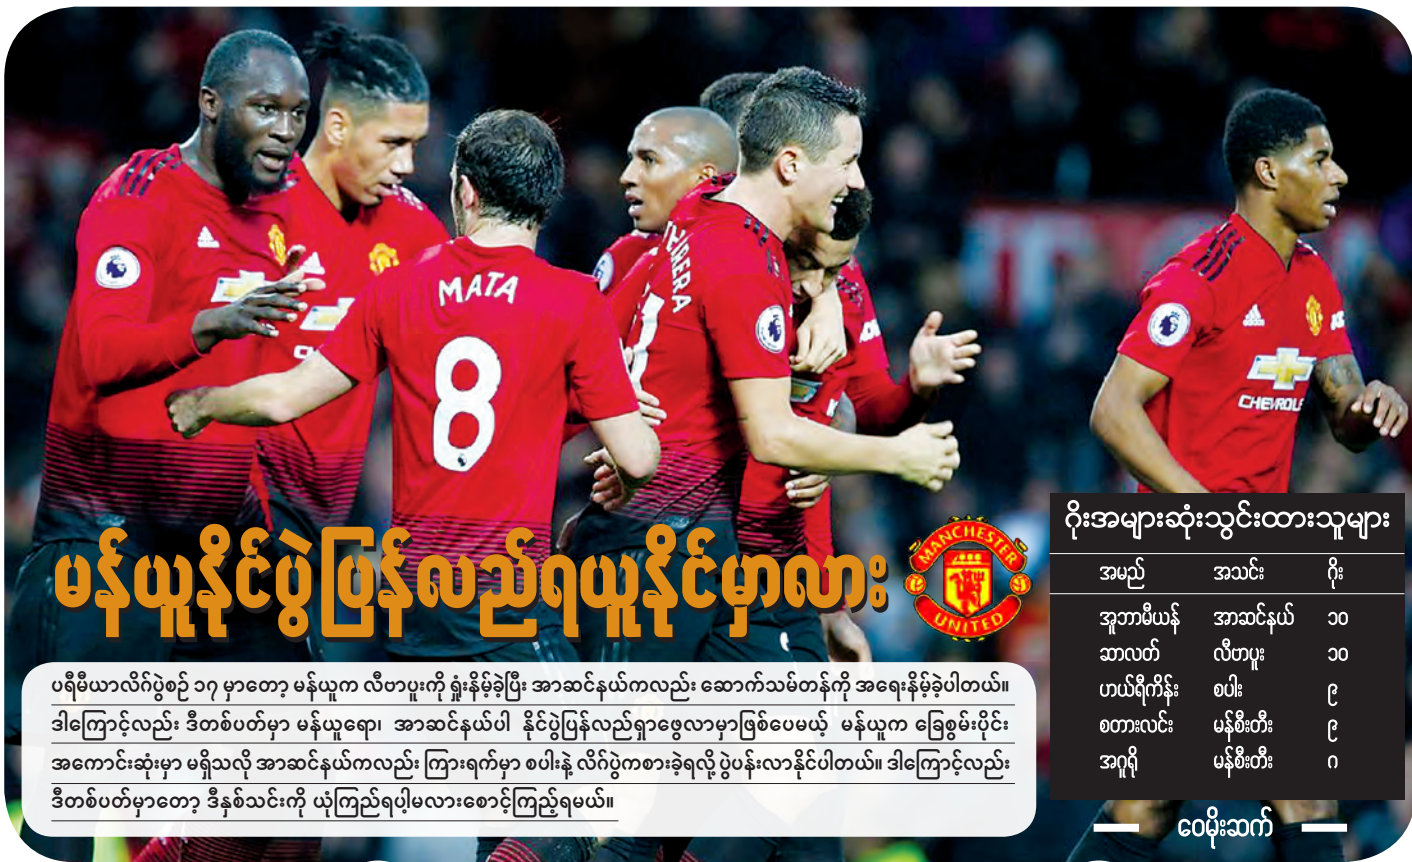 MATA
8
CHEVROLE
မန်ယူနိုင်ပွဲပြန်လည်ရယူနိုင်မှာလား
MANCHESTER
UNITED
ပရီမီယာလိဂ်ပွဲစဉ် ၁၇ မှာတော့ မန်ယူက လီဗာပူးကို ရှုံးနိမ့်ခဲ့ပြီး အာဆင်နယ်ကလည်း ဆောက်သမ်တန်ကို အရေးနိမ့်ခဲ့ပါတယ်။
ဒါကြောင့်လည်း ဒီတစ်ပတ်မှာ မန်ယူရော၊ အာဆင်နယ်ပါ နိုင်ပွဲပြန်လည်ရှာဖွေလာမှာဖြစ်ပေမယ့် မန်ယူက ခြေစွမ်းပိုင်း
အကောင်းဆုံးမှာ မရှိသလို အာဆင်နယ်ကလည်း ကြားရက်မှာ စပါးနဲ့ လိဂ်ပွဲကစားခဲ့ရလို့ ပွဲပန်းလာနိုင်ပါတယ်။ ဒါကြောင့်လည်း
ဒီတစ်ပတ်မှာတော့ ဒီနှစ်သင်းကို ယုံကြည်ရပါ့မလားစောင့်ကြည့်ရမယ်။
ဂိုးအများဆုံးသွင်းထားသူများ
အမည် အသင်း ဂိုး
အူဘာမီယန် အာဆင်နယ် ၁၀
ဆာလတ် လီဗာပူး ၁၀
ဟယ်ရီကိန်း စပါး ၉
စတားလင်း မန်စီးတီး ၉
အဂူရို မန်စီးတီး ဂ
ဝေမိုးဆက်